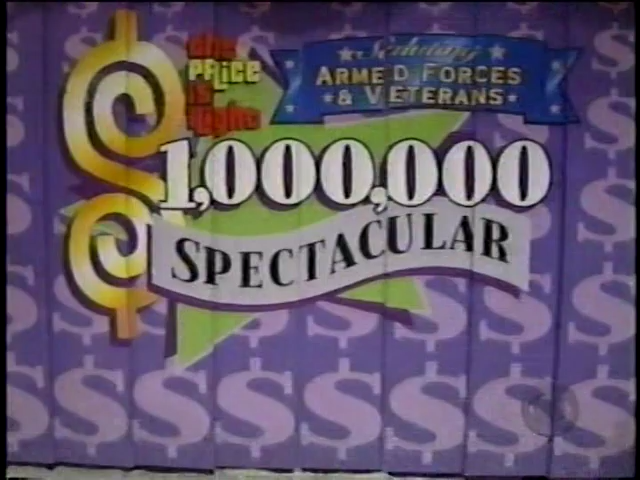 the
PRice
is
Right
Saluting
ARMED FORCES
& VETERANS
$1,000,000
SPECTACULAR